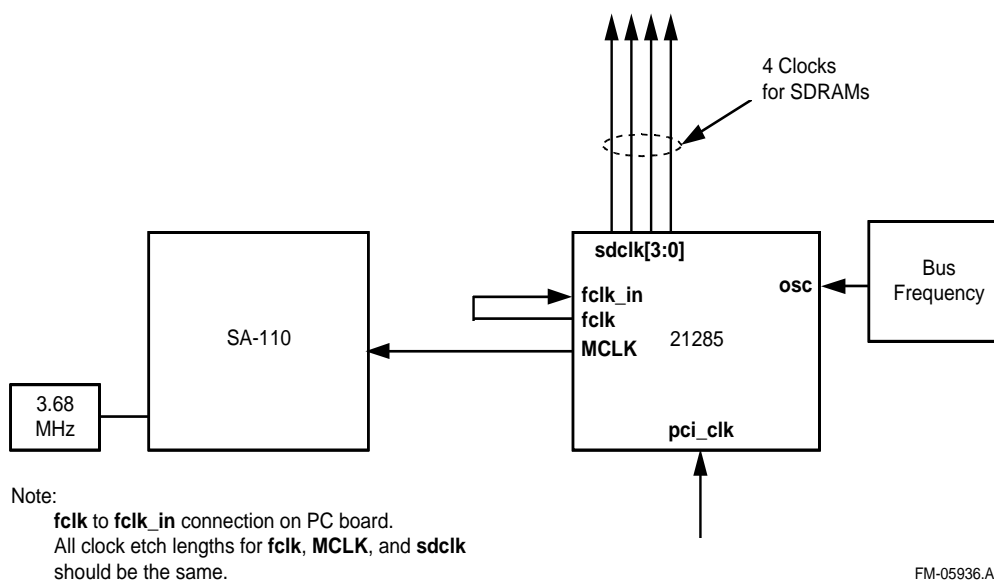 4 Clocks
for SDRAMs
sdclk[3:0]
fclk_in
fclk
MCLK
osc
21285
pci_clk
Bus
Frequency
SA-110
3.68
MHz
Note:
fclk to fclk_in connection on PC board.
All clock etch lengths for fclk, MCLK, and sdclk
should be the same.
FM-05936.A